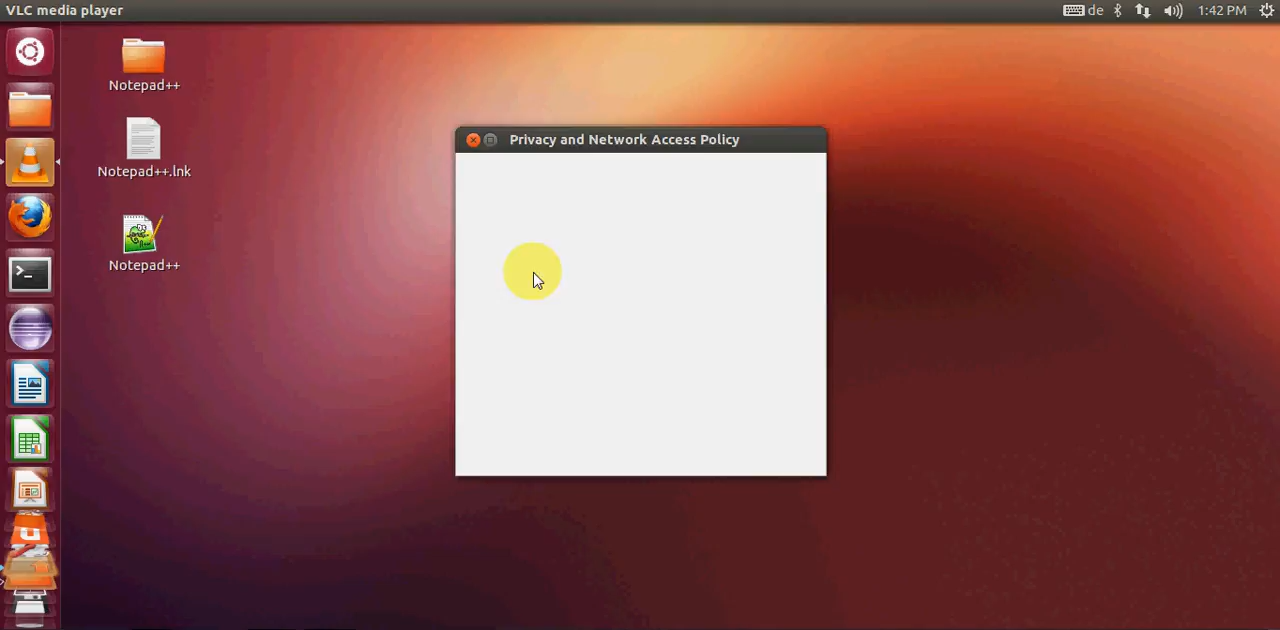 VLC media player
de
1:42 PM
Notepad++
Notepad++.lnk
Notepad++
Privacy and Network Access Policy